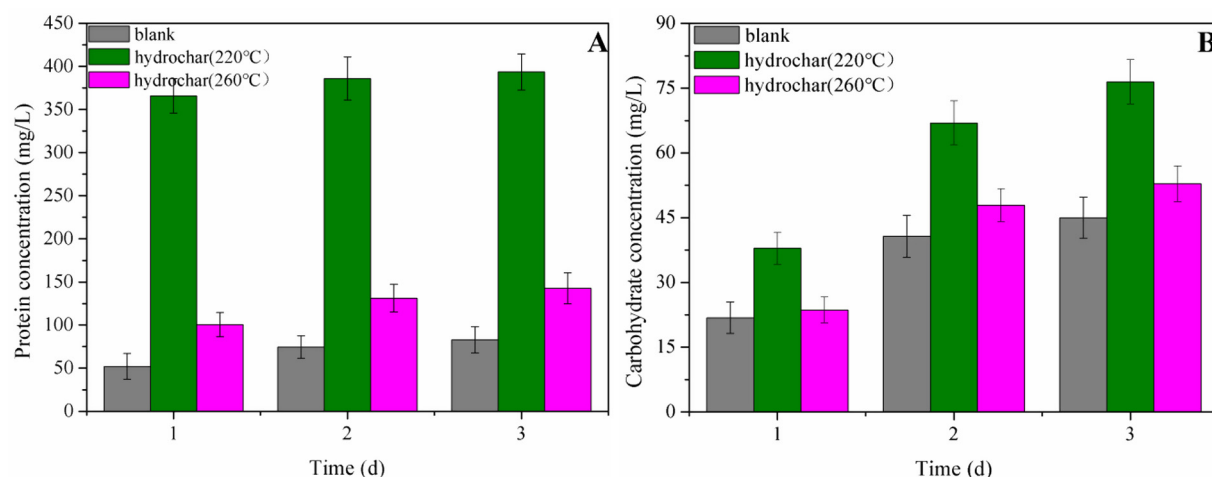 450
400
350
300
250
200
150
100
50
0
Protein concentration (mg/L)
blank
hydrochar(220℃）
hydrochar(260℃）
A
1
2
3
Time (d)
90
75
60
45
30
15
0
Carbohydrate concentration (mg/L)
blank
hydrochar(220℃）
hydrochar(260℃）
B
1
2
3
Time (d)